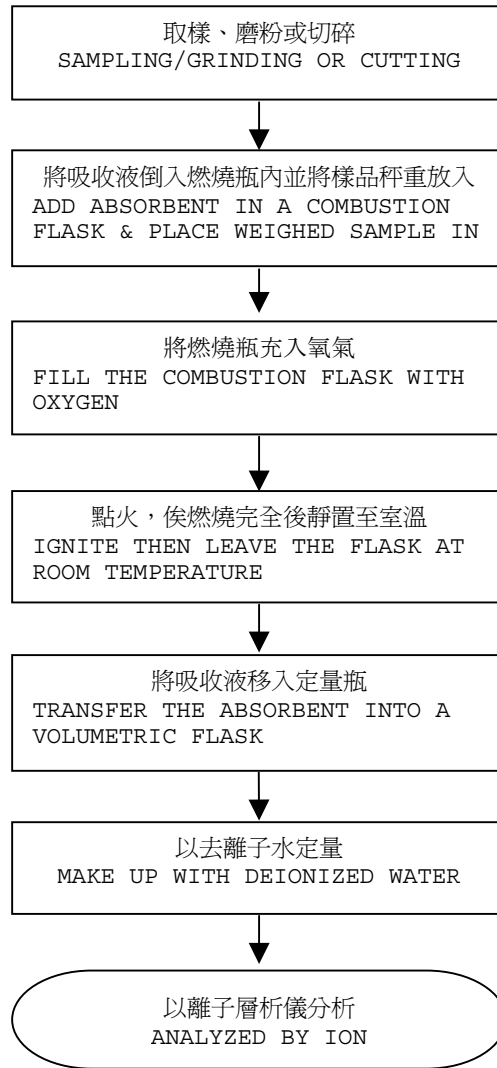 取樣、磨粉或切碎
SAMPLING/GRINDING OR CUTTING
將吸收液倒入燃燒瓶內並將樣品秤重放入
ADD ABSORBENT IN A COMBUSTION
FLASK & PLACE WEIGHED SAMPLE IN
將燃燒瓶充入氧氣
FILL THE COMBUSTION FLASK WITH
OXYGEN
點火，俟燃燒完全後靜置至室溫
IGNITE THEN LEAVE THE FLASK AT
ROOM TEMPERATURE
將吸收液移入定量瓶
TRANSFER THE ABSORBENT INTO A
VOLUMETRIC FLASK
以去離子水定量
MAKE UP WITH DEIONIZED WATER
以離子層析儀分析
ANALYZED BY ION